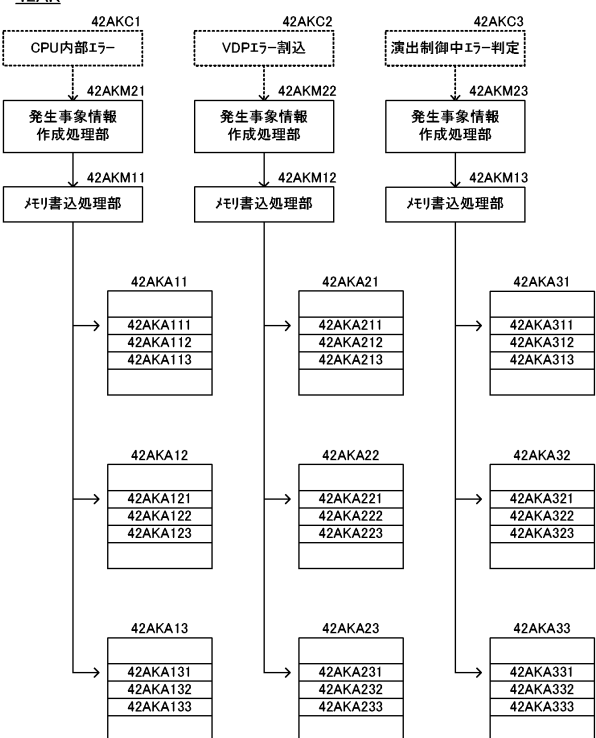 42AK
42AKC1
42AKC2
42AKC3
CPU内部エラー
VDPエラー割込
演出制御中エラー判定
42AKM21
42AKM22
42AKM23
発生事象情報
作成処理部
発生事象情報
作成処理部
発生事象情報
作成処理部
42AKM11
42AKM12
42AKM13
メモリ書込処理部
メモリ書込処理部
メモリ書込処理部
42AKA11
42AKA21
42AKA31
42AKA111
42AKA112
42AKA113
42AKA211
42AKA212
42AKA213
42AKA311
42AKA312
42AKA313
42AKA12
42AKA22
42AKA32
42AKA121
42AKA122
42AKA123
42AKA221
42AKA222
42AKA223
42AKA321
42AKA322
42AKA323
42AKA13
42AKA23
42AKA33
42AKA131
42AKA132
42AKA133
42AKA231
42AKA232
42AKA233
42AKA331
42AKA332
42AKA333